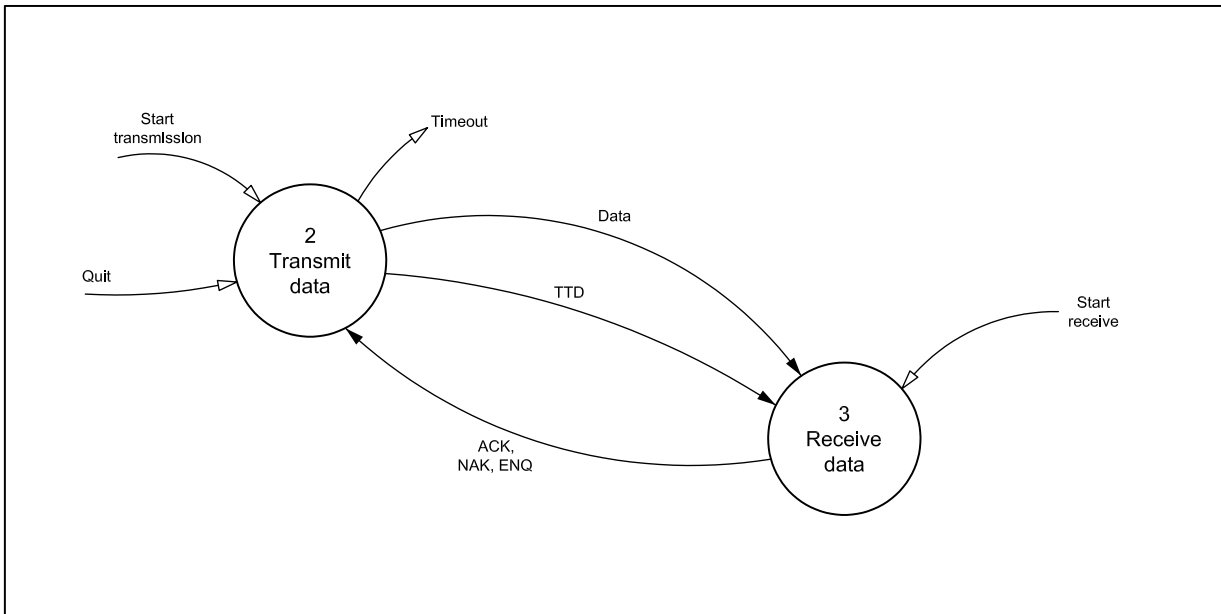 Start
transmission
Timeout
Data
2
Transmit
data
Quit
TTD
Start
receive
3
Receive
data
ACK,
NAK, ENQ